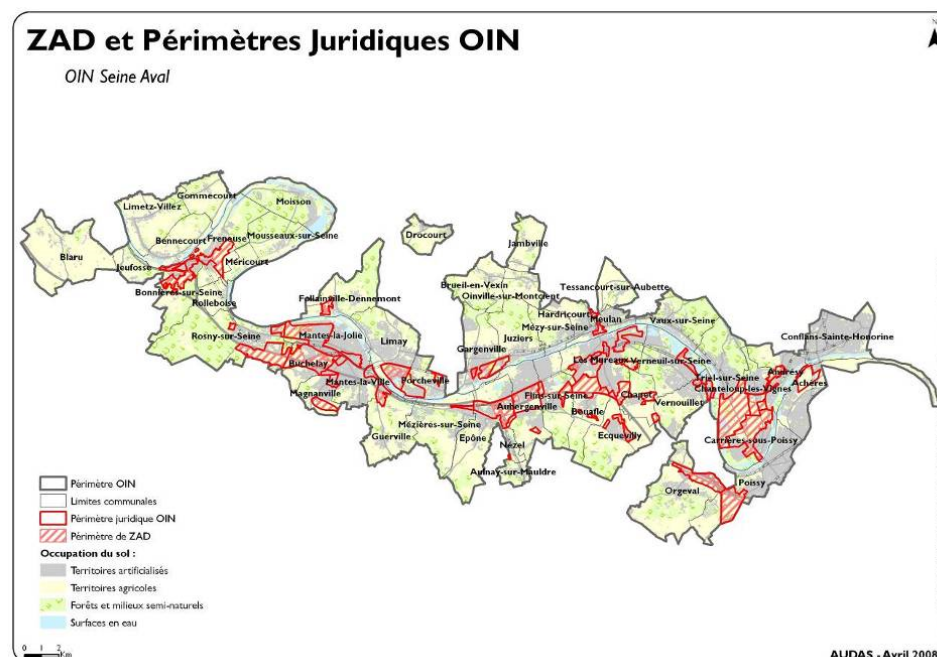 ZAD et Périmètres Juridiques OIN
N
OIN Seine Aval
Gommecourt
Limetz-Villez
Moisson
Bennecourt
Freneuse
Mousseaux-sur-Seine
Drocourt
Jambville
Blaru
Jeufosse
Méricourt
Bonnières-sur-Seine
Rolleboise
Follainville-Dennemont
Brueil-en-Vexin
Oinville-sur-Montcient
Tessancourt-sur-Aubette
Hardricourt
Meulan
Mézy-sur-Seine
Vaux-sur-Seine
Rosny-sur-Seine
Mantes-la-Jolie
Limay
Juziers
Gargenville
Conflans-Sainte-Honorine
Buchelay
Les Mureaux
Verneuil-sur-Seine
Mantes-la-Ville
Porcheville
Triel-sur-Seine
Andrésy
Achères
Chanteloup-les-Vignes
Magnanville
Flins-sur-Seine
Chapet
Vernouillet
Aubergenville
Bouafle
Mézières-sur-Seine
Guerville
Epône
Ecquevilly
Nézel
Carrières-sous-Poissy
Aulnay-sur-Mauldre
Poissy
Orgeval
Périmètre OIN
Limites communales
Périmètre juridique OIN
Périmètre de ZAD
Occupation du sol :
Territoires artificialisés
Territoires agricoles
Forêts et milieux semi-naturels
Surfaces en eau
0 1 2
Km
AUDAS - Avril 2008